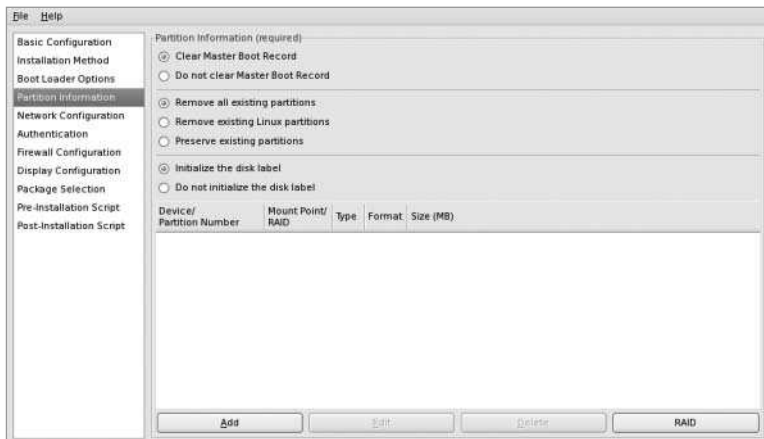 File Help
Basic Configuration
Installation Method
Boot Loader Options
Partition Information
Network Configuration
Authentication
Firewall Configuration
Display Configuration
Package Selection
Pre-Installation Script
Post-Installation Script
Partition Information (required)
Clear Master Boot Record
Do not clear Master Boot Record
Remove all existing partitions
Remove existing Linux partitions
Preserve existing partitions
Initialize the disk label
Do not initialize the disk label
Device/
Partition Number
Mount Point/
RAID
Type
Format
Size (MB)
Add
Edit
Delete
RAID